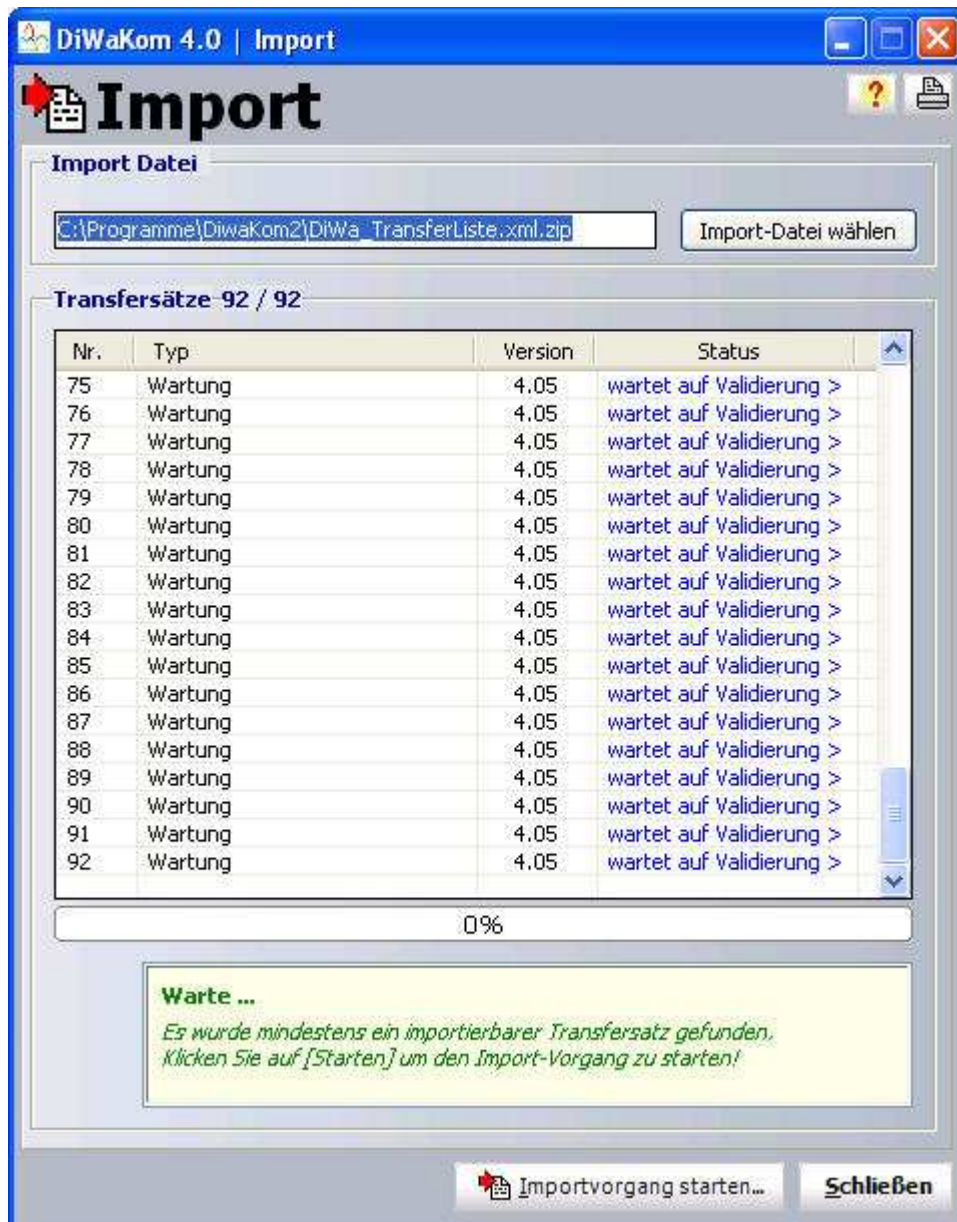 DiWaKom 4.0 | Import
Import
Import Datei
C:\Programme\DiwaKom2\DiWa_TransferListe.xml.zip Import-Datei wählen
Transfersätze 92 / 92
Nr. Typ Version Status
75 Wartung 4.05 wartet auf Validierung >
76 Wartung 4.05 wartet auf Validierung >
77 Wartung 4.05 wartet auf Validierung >
78 Wartung 4.05 wartet auf Validierung >
79 Wartung 4.05 wartet auf Validierung >
80 Wartung 4.05 wartet auf Validierung >
81 Wartung 4.05 wartet auf Validierung >
82 Wartung 4.05 wartet auf Validierung >
83 Wartung 4.05 wartet auf Validierung >
84 Wartung 4.05 wartet auf Validierung >
85 Wartung 4.05 wartet auf Validierung >
86 Wartung 4.05 wartet auf Validierung >
87 Wartung 4.05 wartet auf Validierung >
88 Wartung 4.05 wartet auf Validierung >
89 Wartung 4.05 wartet auf Validierung >
90 Wartung 4.05 wartet auf Validierung >
91 Wartung 4.05 wartet auf Validierung >
92 Wartung 4.05 wartet auf Validierung >
0%
Warte ...
Es wurde mindestens ein importierbarer Transfersatz gefunden.
Klicken Sie auf [Starten] um den Import-Vorgang zu starten!
Importvorgang starten... Schließen